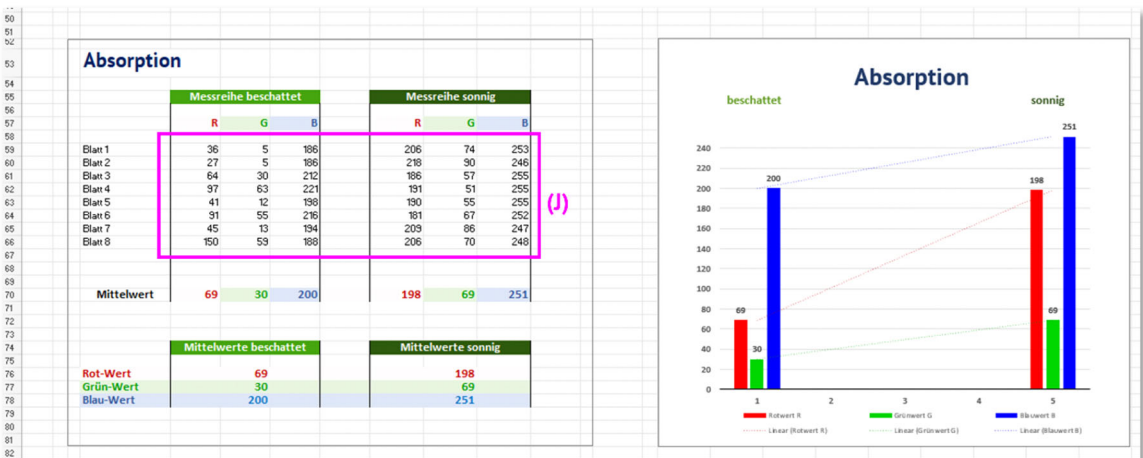 50
51
52
53
54
55
56
57
58
59
60
61
62
63
64
65
66
67
68
69
70
71
72
73
74
75
76
77
78
79
80
81
82
Absorption
Messreihe beschattet Messreihe sonnig
R G B R G B
Blatt 1 36 5 186 206 74 253
Blatt 2 27 5 186 218 90 246
Blatt 3 64 30 212 186 57 255
Blatt 4 97 63 221 191 51 255
Blatt 5 41 12 198 190 55 255
Blatt 6 91 55 216 181 67 252
Blatt 7 45 13 194 209 86 247
Blatt 8 150 59 188 206 70 248
(J)
Mittelwert 69 30 200 198 69 251
Mittelwerte beschattet Mittelwerte sonnig
Rot-Wert 69 198
Grün-Wert 30 69
Blau-Wert 200 251
Absorption
beschattet sonnig
251
240
220
200 200
198
180
160
140
120
100
80
69 69
60
40
30
20
0
1 2 3 4 5
Rotwert R Grünwert G Blauwert B
Linear (Rotwert R) Linear (Grünwert G) Linear (Blauwert B)